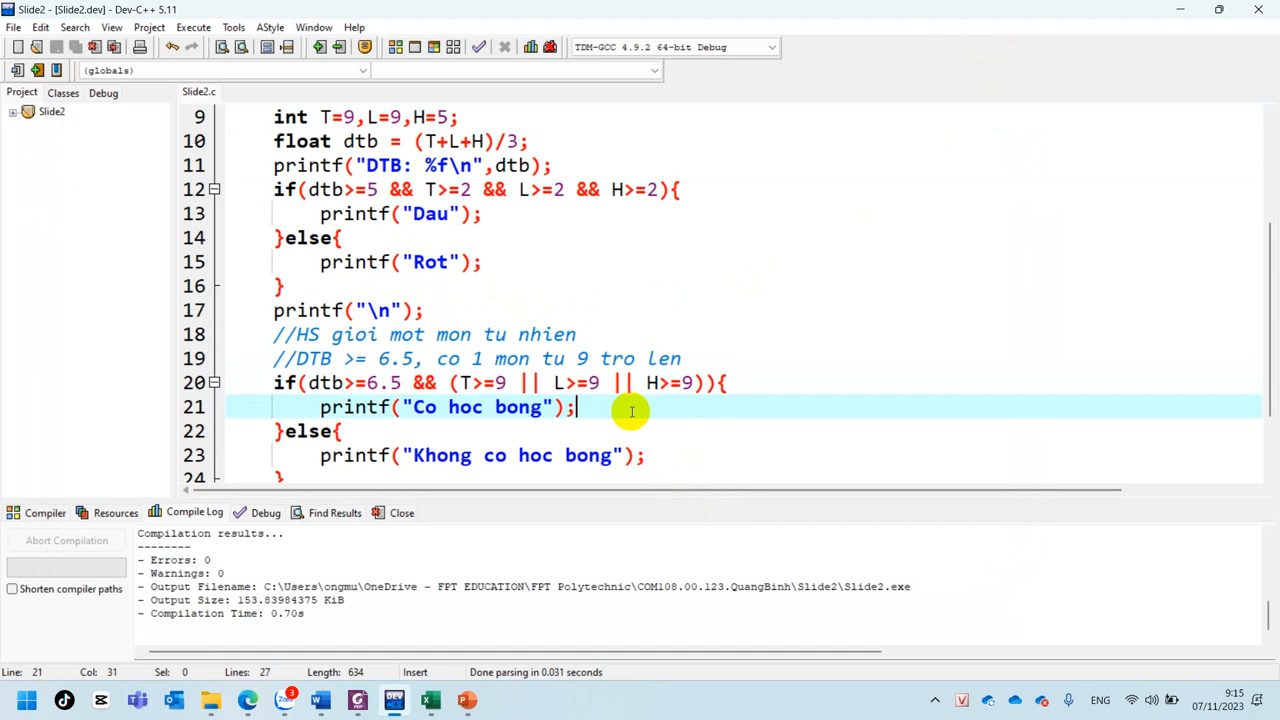 Slide2 - [Slide2.dev] - Dev-C++ 5.11
File Edit Search View Project Execute Tools AStyle Window Help
TDM-GCC 4.9.2 64-bit Debug
(globals)
Project Classes Debug
Slide2.c
Slide2
9 int T=9,L=9,H=5;
10 float dtb = (T+L+H)/3;
11 printf("DTB: %f\n",dtb);
12 if(dtb>=5 && T>=2 && L>=2 && H>=2){
13 printf("Dau");
14 }else{
15 printf("Rot");
16 }
17 printf("\n");
18 //HS gioi mot mon tu nhien
19 //DTB >= 6.5, co 1 mon tu 9 tro len
20 if(dtb>=6.5 && (T>=9 || L>=9 || H>=9)){
21 printf("Co hoc bong");
22 }else{
23 printf("Khong co hoc bong");
24 }
Compiler Resources Compile Log Debug Find Results Close
Abort Compilation
Shorten compiler paths
Compilation results...
--------
- Errors: 0
- Warnings: 0
- Output Filename: C:\Users\ongmu\OneDrive - FPT EDUCATION\FPT Polytechnic\COM108.00.123.QuangBinh\Slide2\Slide2.exe
- Output Size: 153.83984375 KiB
- Compilation Time: 0.70s
Line: 21 Col: 31 Sel: 0 Lines: 27 Length: 634 Insert Done parsing in 0.031 seconds
Zalo 3 DEV ENG 9:15
07/11/2023